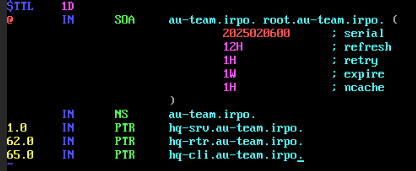 $TTL 1D
@ IN SOA au-team.irpo. root.au-team.irpo. (
2025020600 ; serial
12H ; refresh
1H ; retry
1W ; expire
1H ; ncache
)
IN NS au-team.irpo.
1.0 IN PTR hq-srv.au-team.irpo.
62.0 IN PTR hq-rtr.au-team.irpo.
65.0 IN PTR hq-cli.au-team.irpo.
~